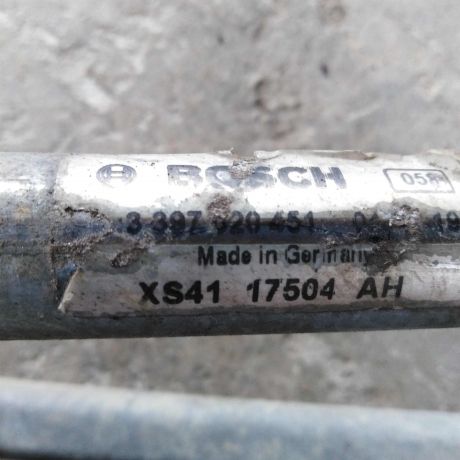 BOSCH 058
3 397 020 451
Made in Germany
XS41 17504 AH